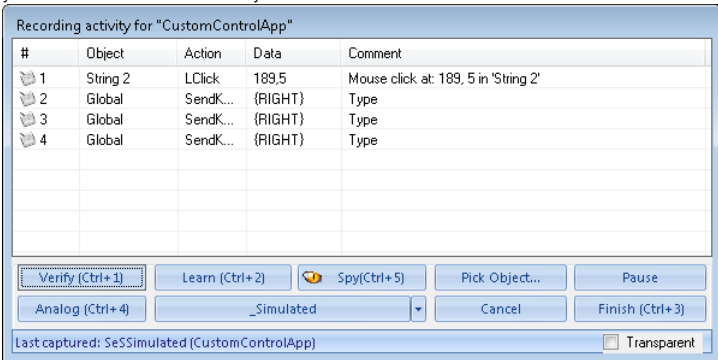 Recording activity for "CustomControlApp"
# Object Action Data Comment
1 String 2 LClick 189,5 Mouse click at: 189, 5 in 'String 2'
2 Global SendK... {RIGHT} Type
3 Global SendK... {RIGHT} Type
4 Global SendK... {RIGHT} Type
Verify (Ctrl+1) Learn (Ctrl+2) Spy(Ctrl+5) Pick Object... Pause
Analog (Ctrl+4) _Simulated Cancel Finish (Ctrl+3)
Last captured: SeSSimulated (CustomControlApp) Transparent